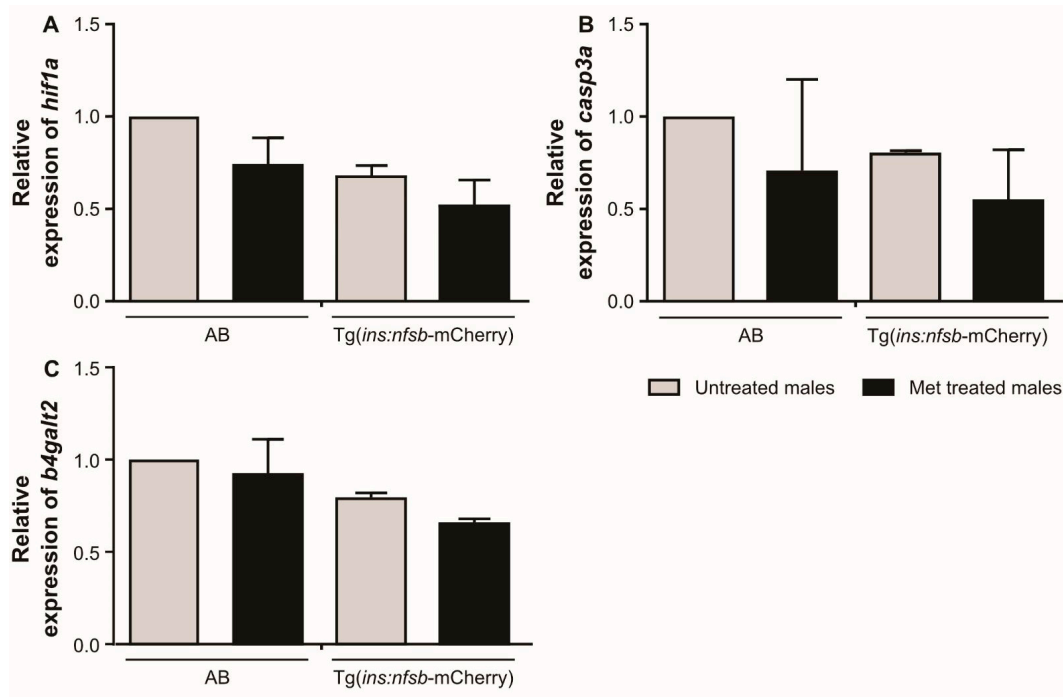 A
Relative
expression of hif1a
1.5
1.0
0.5
0.0
AB
Tg(ins:nfsb-mCherry)
B
Relative
expression of casp3a
1.5
1.0
0.5
0.0
AB
Tg(ins:nfsb-mCherry)
Untreated males
Met treated males
C
Relative
expression of b4galt2
1.5
1.0
0.5
0.0
AB
Tg(ins:nfsb-mCherry)